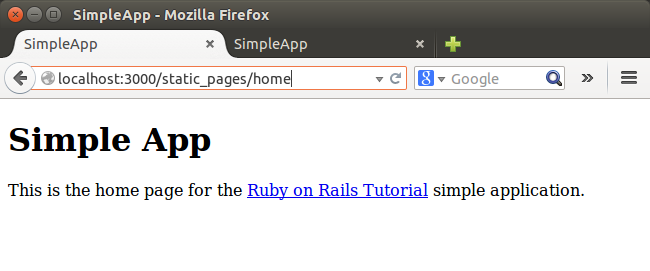 SimpleApp - Mozilla Firefox
SimpleApp SimpleApp
localhost:3000/static_pages/home Google
Simple App
This is the home page for the Ruby on Rails Tutorial simple application.